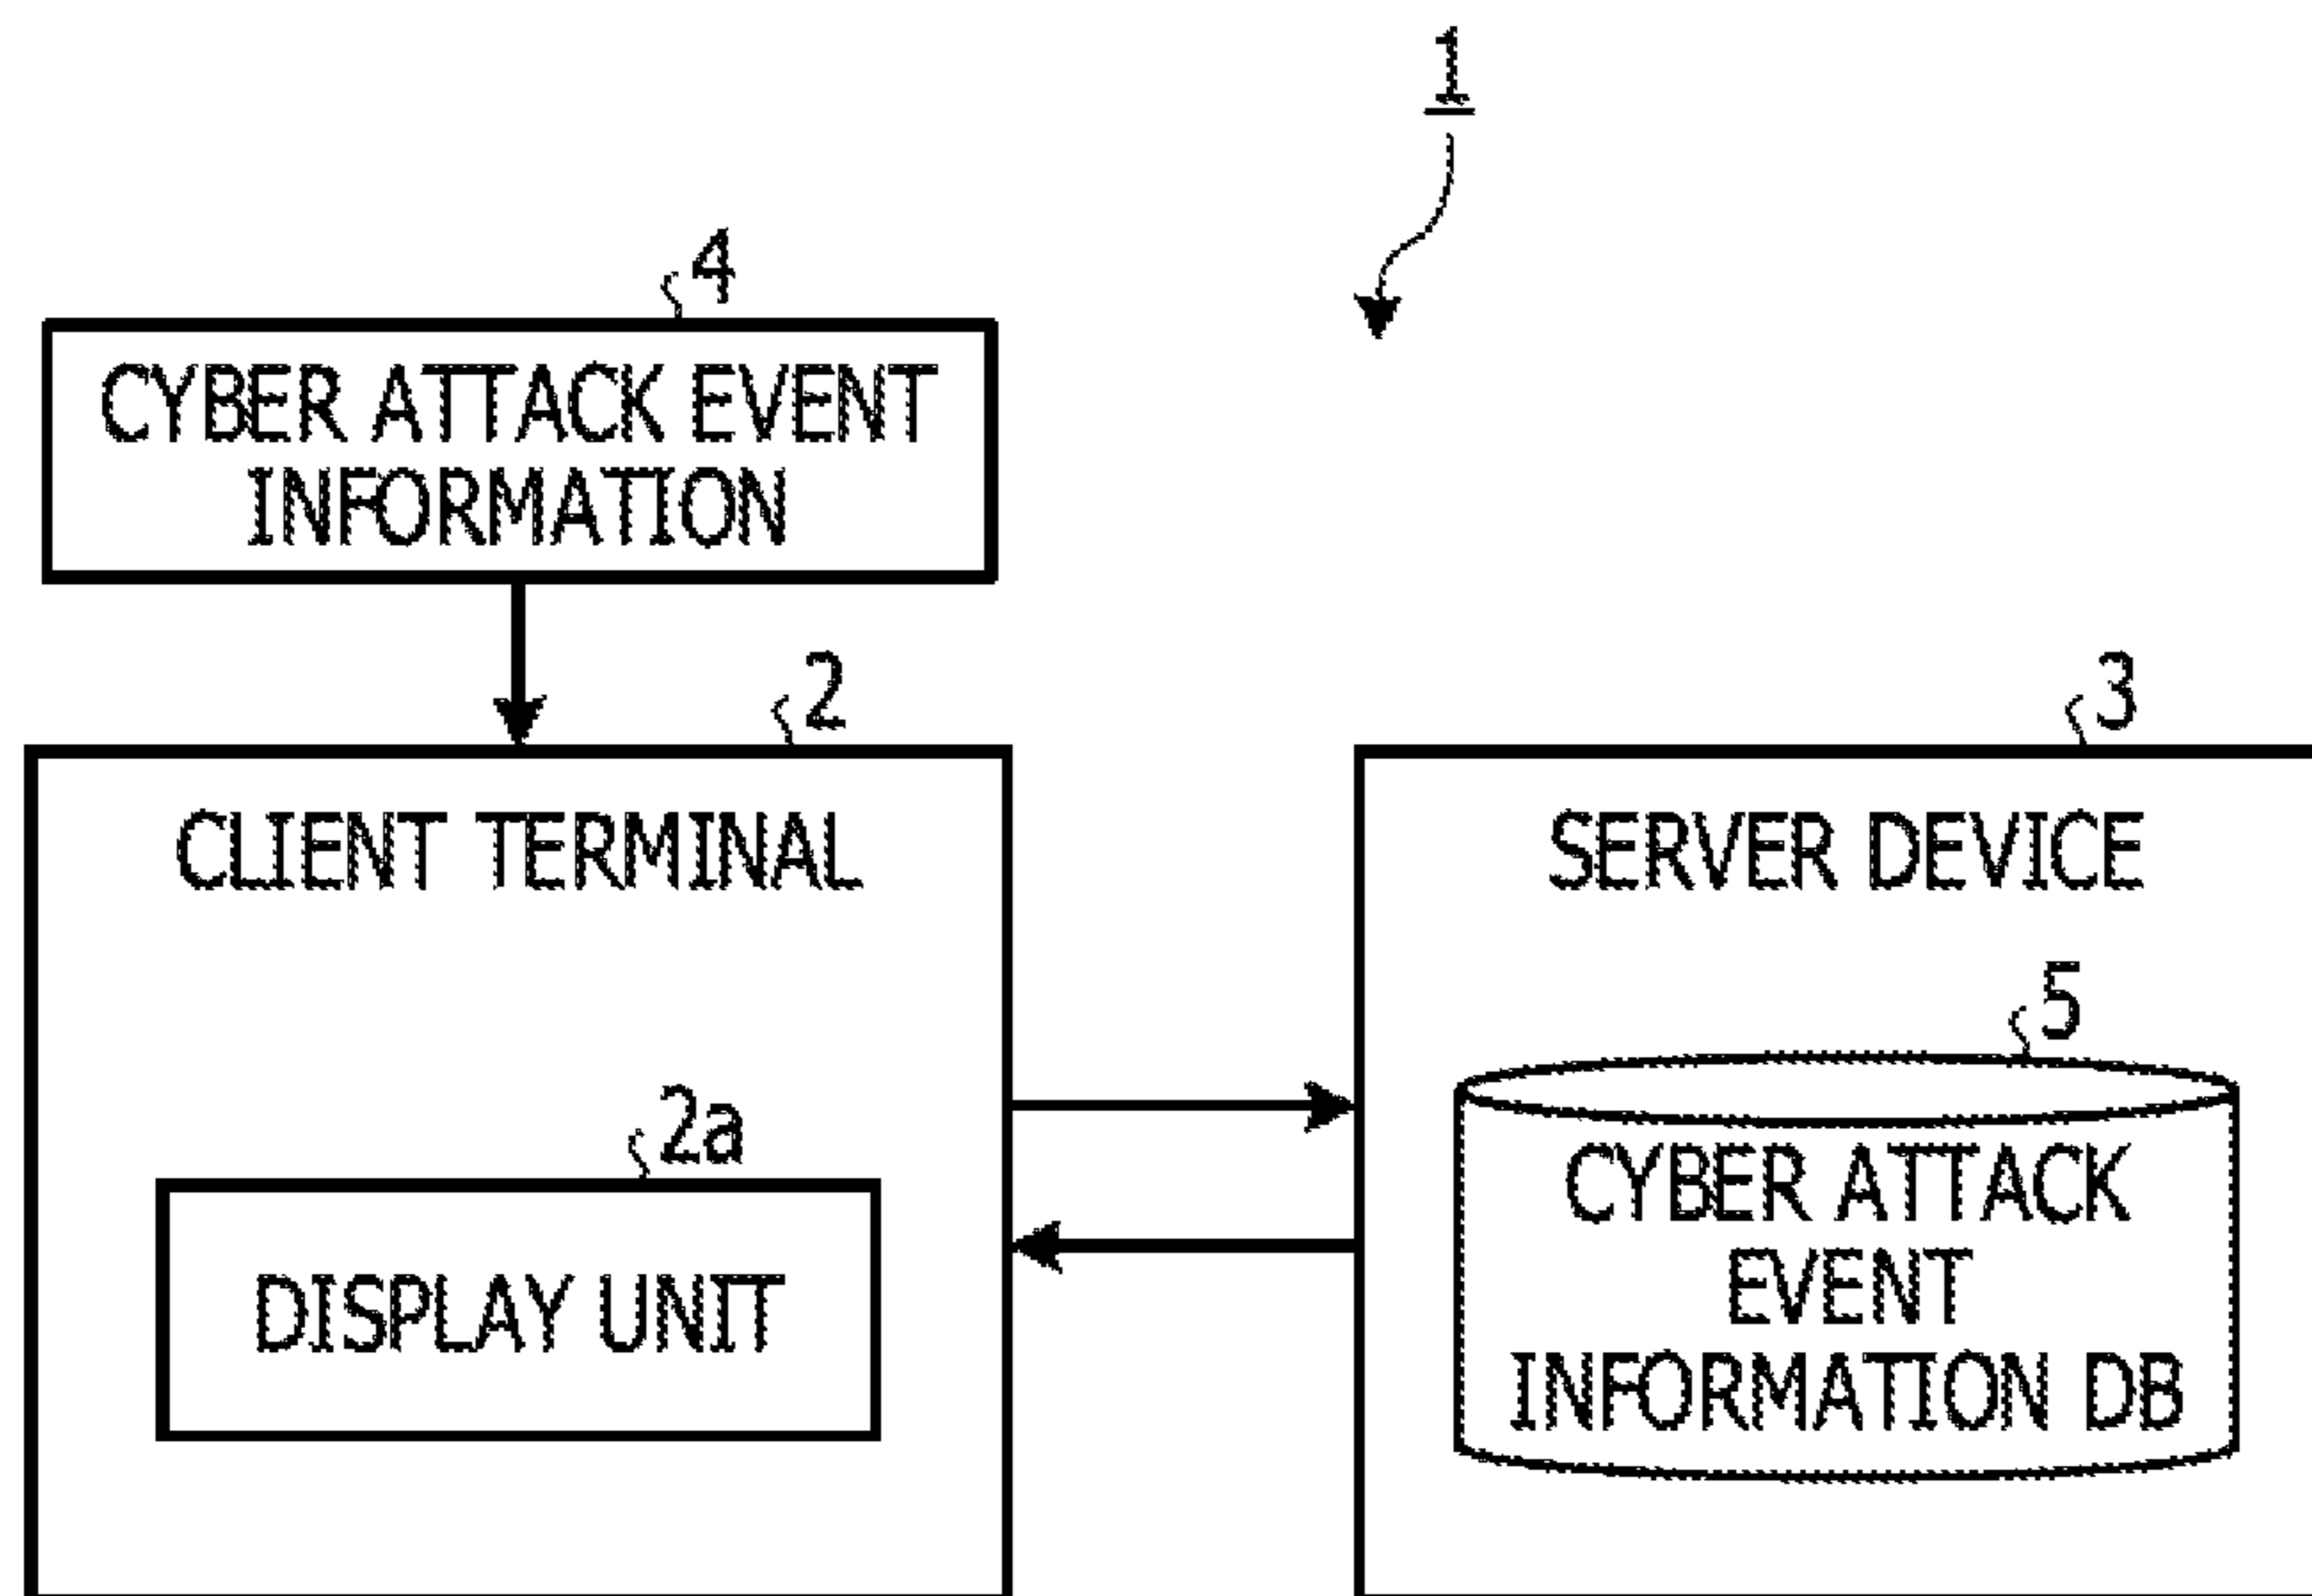 1
4
CYBER ATTACK EVENT
INFORMATION
2
3
CLIENT TERMINAL
SERVER DEVICE
5
2a
CYBER ATTACK
EVENT
DISPLAY UNIT
INFORMATION DB